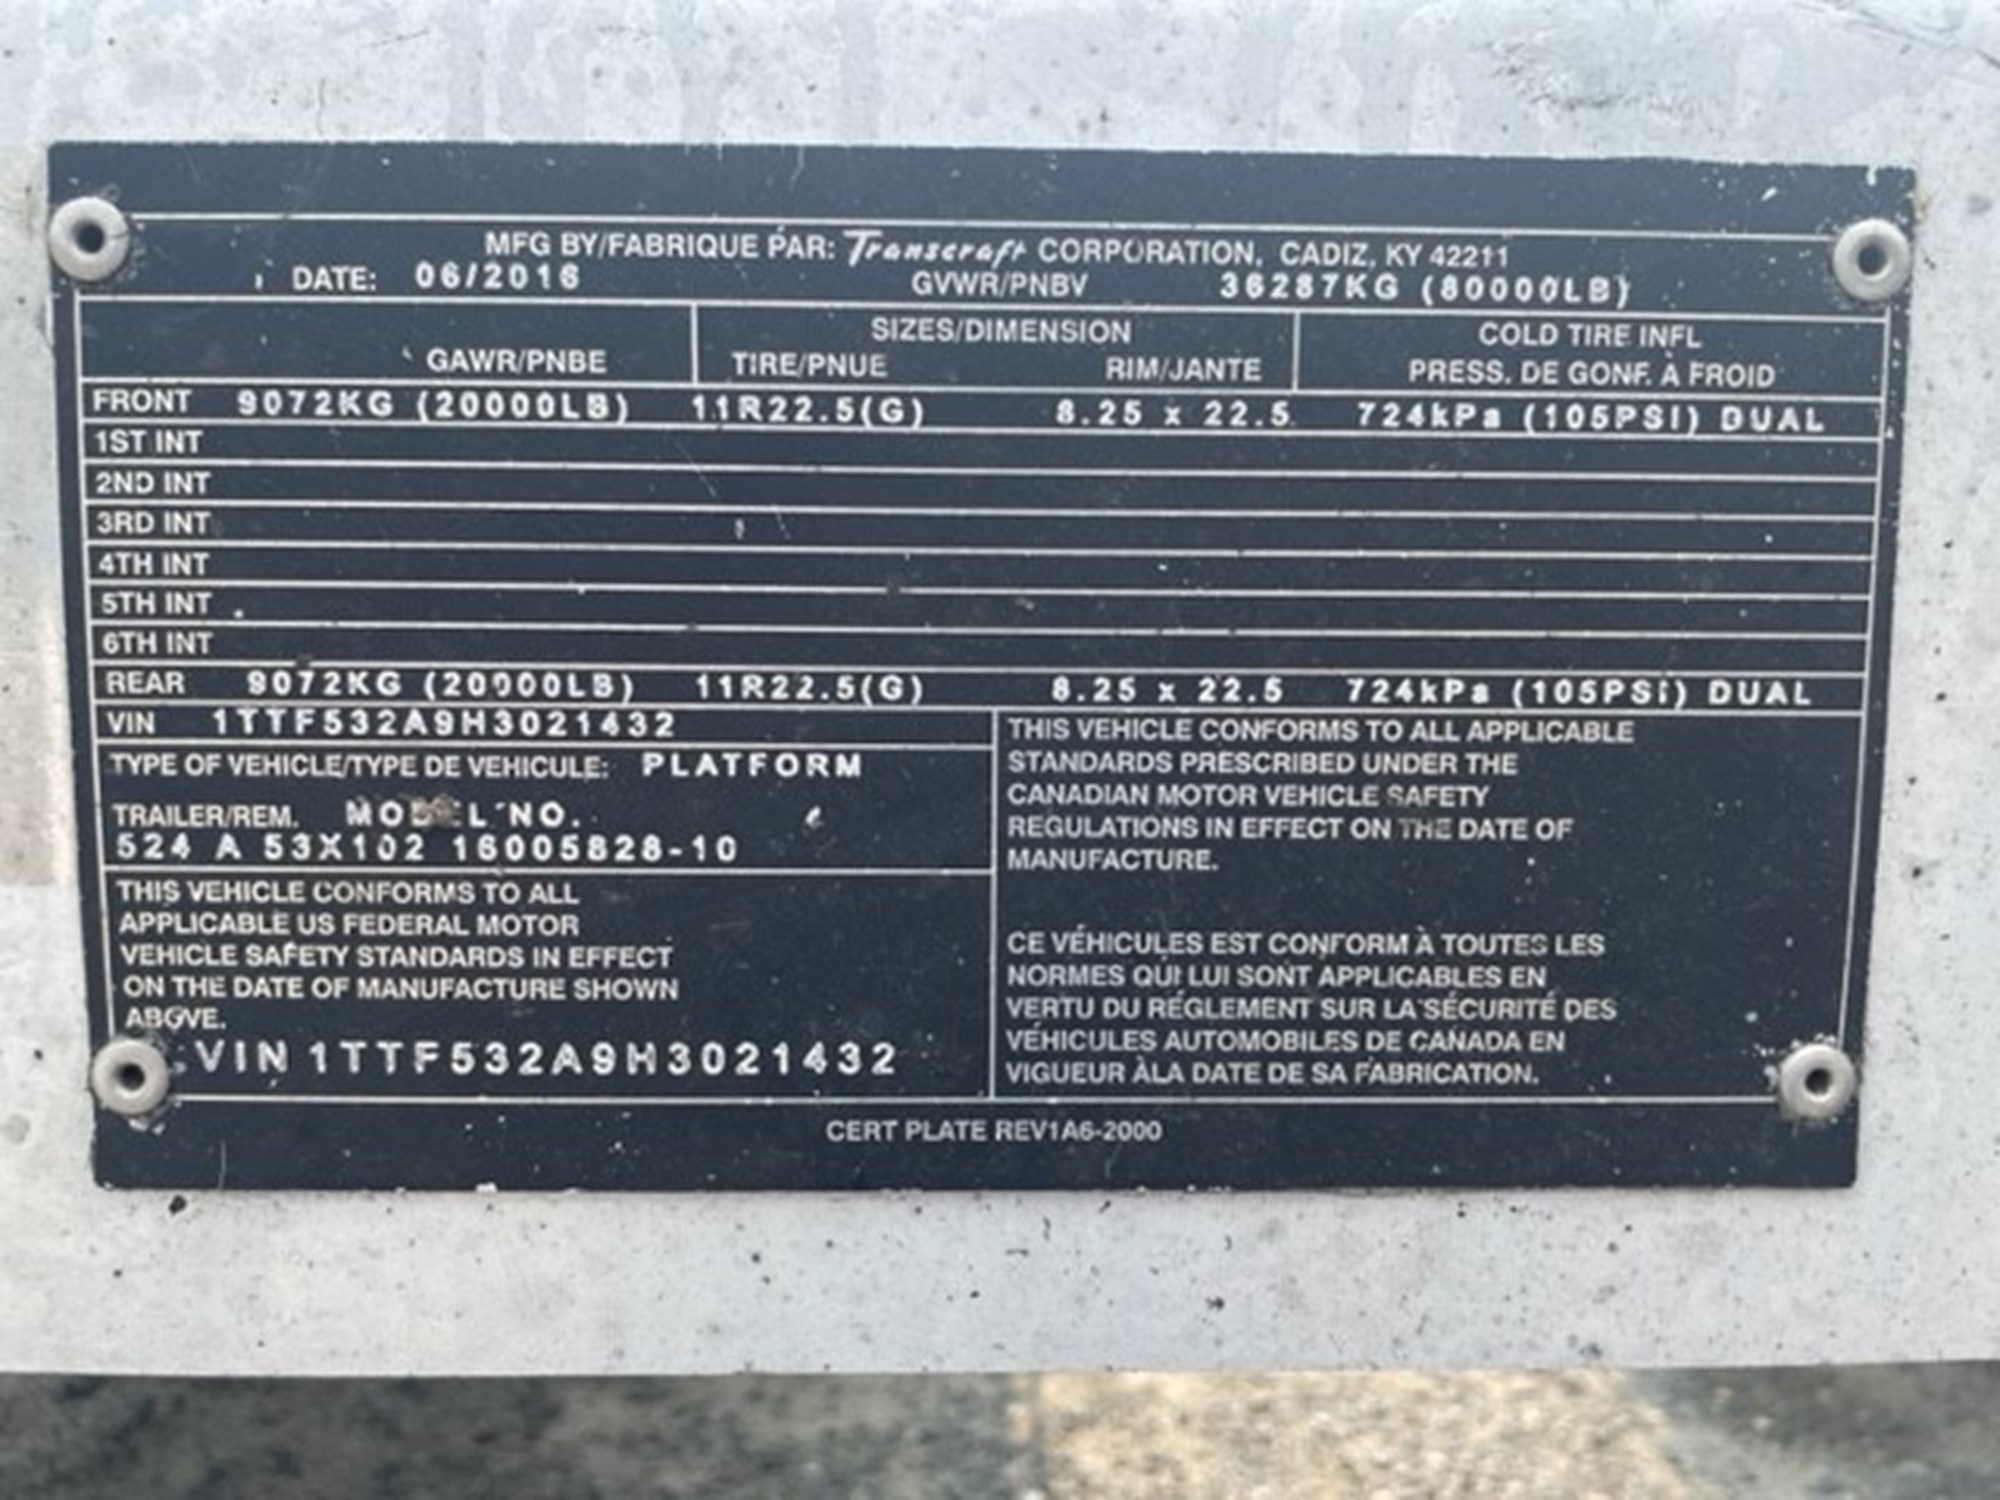 MFG BY/FABRIQUE PAR: Transcraft CORPORATION, CADIZ, KY 42211
DATE: 06/2016 GVWR/PNBV 36287KG (80000LB)
GAWR/PNBE SIZES/DIMENSION TIRE/PNUE RIM/JANTE COLD TIRE INFL PRESS. DE GONF. À FROID
FRONT 9072KG (20000LB) 11R22.5(G) 8.25 x 22.5 724kPa (105PSI) DUAL
1ST INT
2ND INT
3RD INT
4TH INT
5TH INT
6TH INT
REAR 9072KG (20000LB) 11R22.5(G) 8.25 x 22.5 724kPa (105PSI) DUAL
VIN 1TTF532A9H3021432
TYPE OF VEHICLE/TYPE DE VEHICULE: PLATFORM
TRAILER/REM. MODEL NO.
524 A 53X102 16005828-10
THIS VEHICLE CONFORMS TO ALL
APPLICABLE US FEDERAL MOTOR
VEHICLE SAFETY STANDARDS IN EFFECT
ON THE DATE OF MANUFACTURE SHOWN
ABOVE.
VIN 1TTF532A9H3021432
THIS VEHICLE CONFORMS TO ALL APPLICABLE
STANDARDS PRESCRIBED UNDER THE
CANADIAN MOTOR VEHICLE SAFETY
REGULATIONS IN EFFECT ON THE DATE OF
MANUFACTURE.
CE VÉHICULES EST CONFORM À TOUTES LES
NORMES QUI LUI SONT APPLICABLES EN
VERTU DU RÉGLEMENT SUR LA SÉCURITÉ DES
VÉHICULES AUTOMOBILES DE CANADA EN
VIGUEUR ÀLA DATE DE SA FABRICATION.
CERT PLATE REV1A6-2000